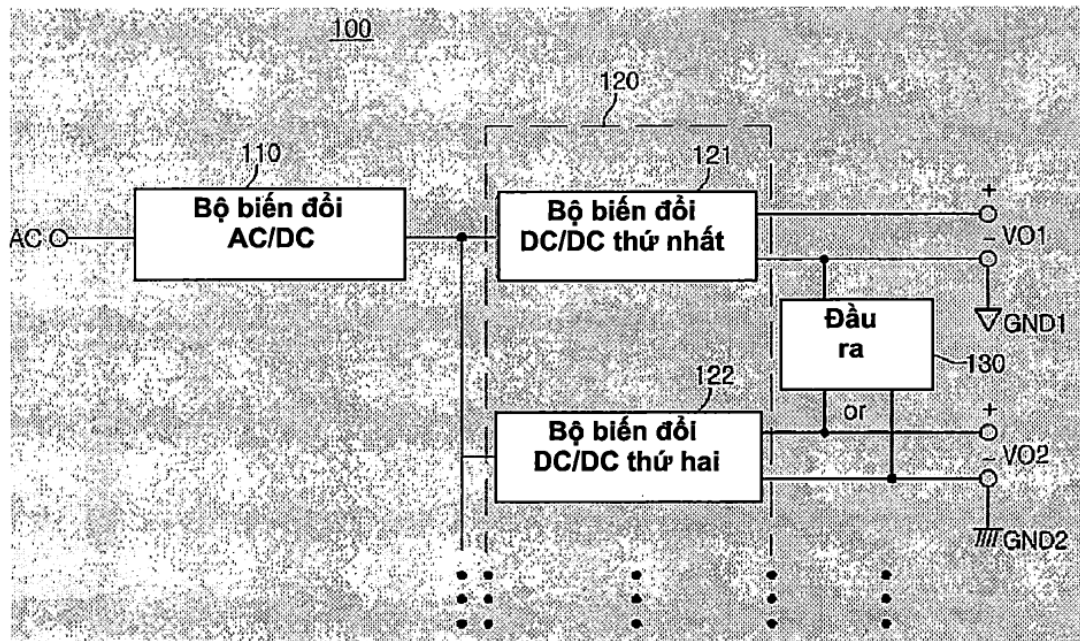 100
120
110
121
Bộ biến đổi
AC/DC
Bộ biến đổi
DC/DC thứ nhất
AC
+
−
VO1
GND1
Đầu
ra
130
122
or
Bộ biến đổi
DC/DC thứ hai
+
−
VO2
GND2